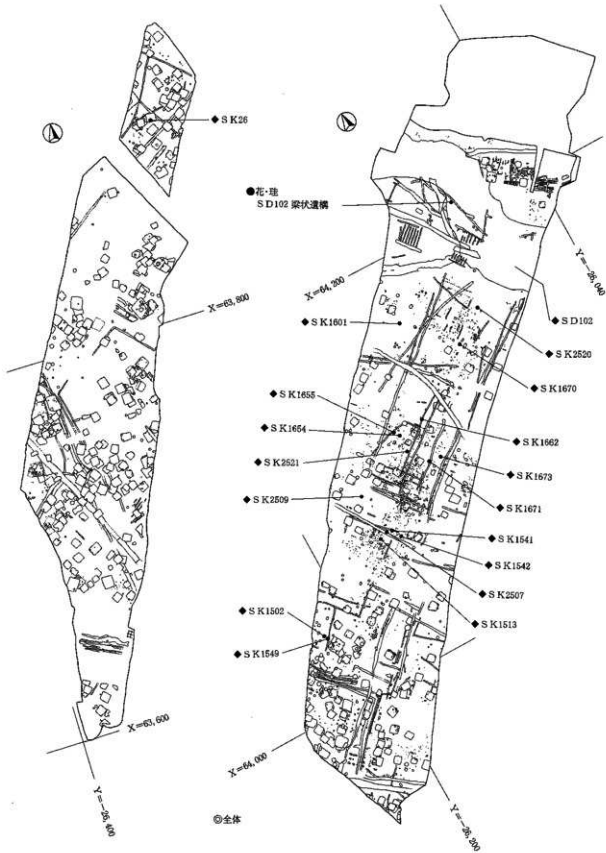 ◆SK26
●花・珪
SD102 梁状遺構
X=63,800
X=64,200
Y=-26,040
◆SK1601
◆SD102
◆SK2520
◆SK1670
◆SK1655
◆SK1654
◆SK1662
◆SK2521
◆SK1673
◆SK2509
◆SK1671
◆SK1541
◆SK1542
◆SK2507
◆SK1502
◆SK1513
◆SK1549
X=63,600
X=64,000
Y=-26,400
◎全体
Y=-26,200